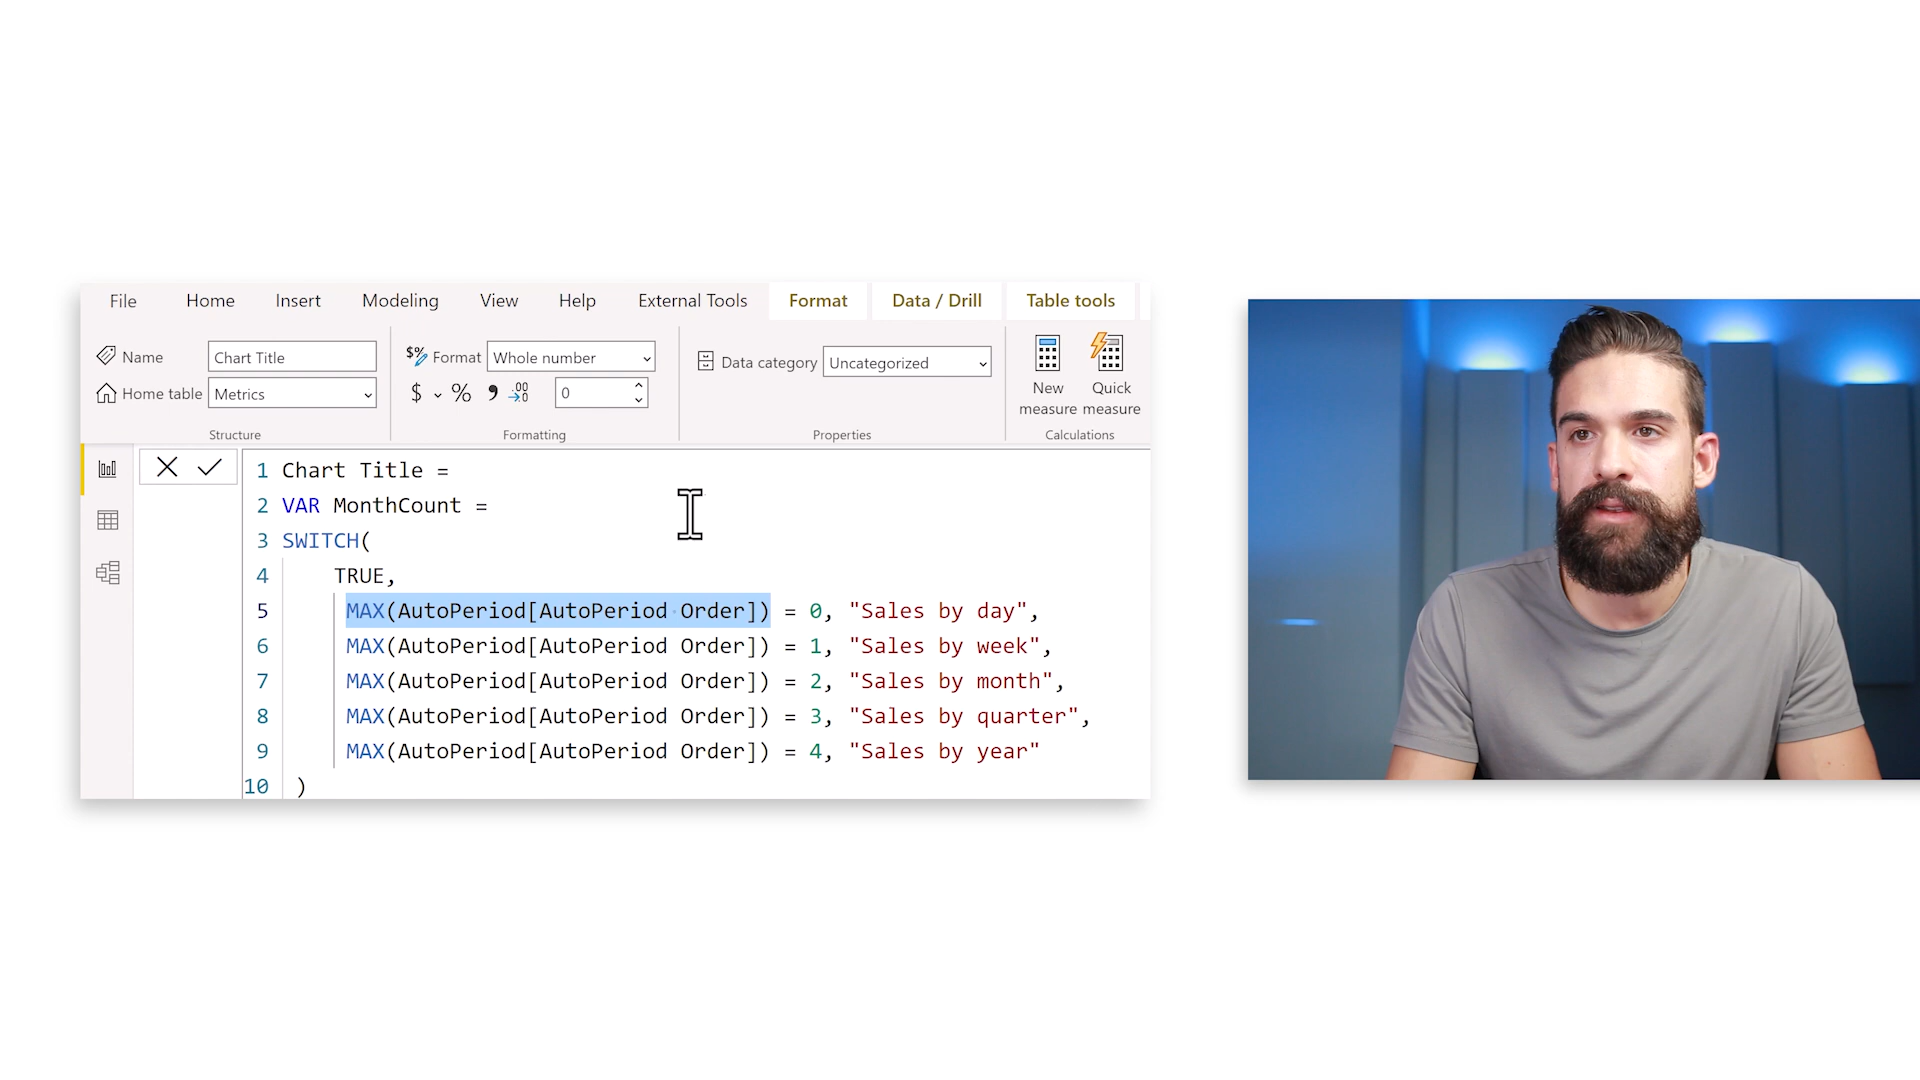 File Home Insert Modeling View Help External Tools Format Data / Drill Table tools
Name Chart Title
Home table Metrics
Structure
$% Format Whole number
$ % , .00 0
Formatting
Data category Uncategorized
Properties
New measure
Quick measure
Calculations
1 Chart Title =
2 VAR MonthCount =
3 SWITCH(
4 TRUE,
5 MAX(AutoPeriod[AutoPeriod Order]) = 0, "Sales by day",
6 MAX(AutoPeriod[AutoPeriod Order]) = 1, "Sales by week",
7 MAX(AutoPeriod[AutoPeriod Order]) = 2, "Sales by month",
8 MAX(AutoPeriod[AutoPeriod Order]) = 3, "Sales by quarter",
9 MAX(AutoPeriod[AutoPeriod Order]) = 4, "Sales by year"
10 )